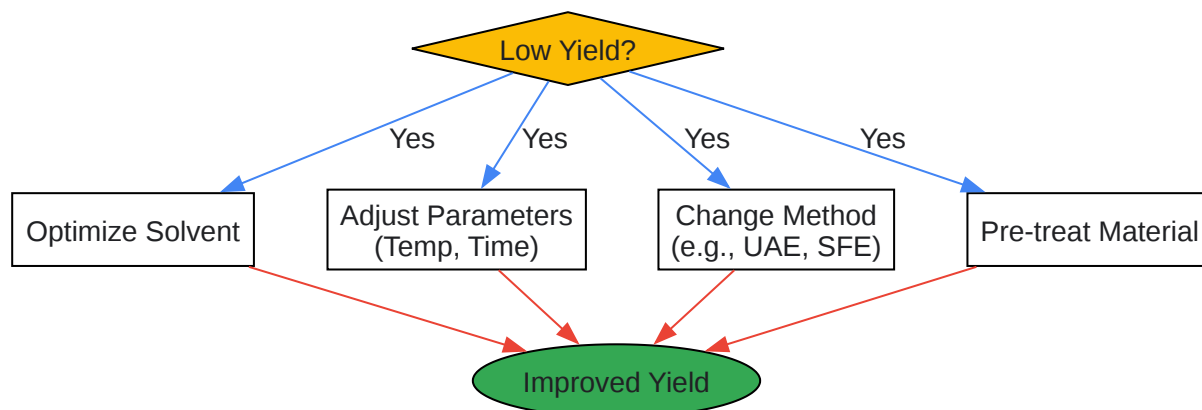 Low Yield?
Yes
Yes
Yes
Yes
Optimize Solvent
Adjust Parameters
(Temp, Time)
Change Method
(e.g., UAE, SFE)
Pre-treat Material
Improved Yield